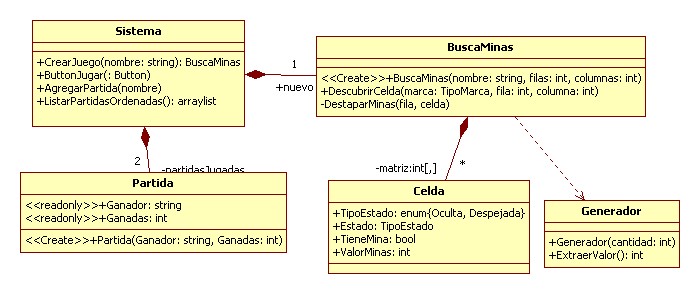 Sistema
+CrearJuego(nombre: string): BuscaMinas
+ButtonJugar(: Button)
+AgregarPartida(nombre)
+ListarPartidasOrdenadas(): arraylist
1
+nuevo
BuscaMinas
<<Create>>+BuscaMinas(nombre: string, filas: int, columnas: int)
+DescubrirCelda(marca: TipoMarca, fila: int, columna: int)
-DestaparMinas(fila, celda)
2
-partidasJugadas
Partida
<<readonly>>+Ganador: string
<<readonly>>+Ganadas: int
<<Create>>+Partida(Ganador: string, Ganadas: int)
-matriz:int[,]
*
Celda
+TipoEstado: enum{Oculta, Despejada}
+Estado: TipoEstado
+TieneMina: bool
+ValorMinas: int
Generador
+Generador(cantidad: int)
+ExtraerValor(): int